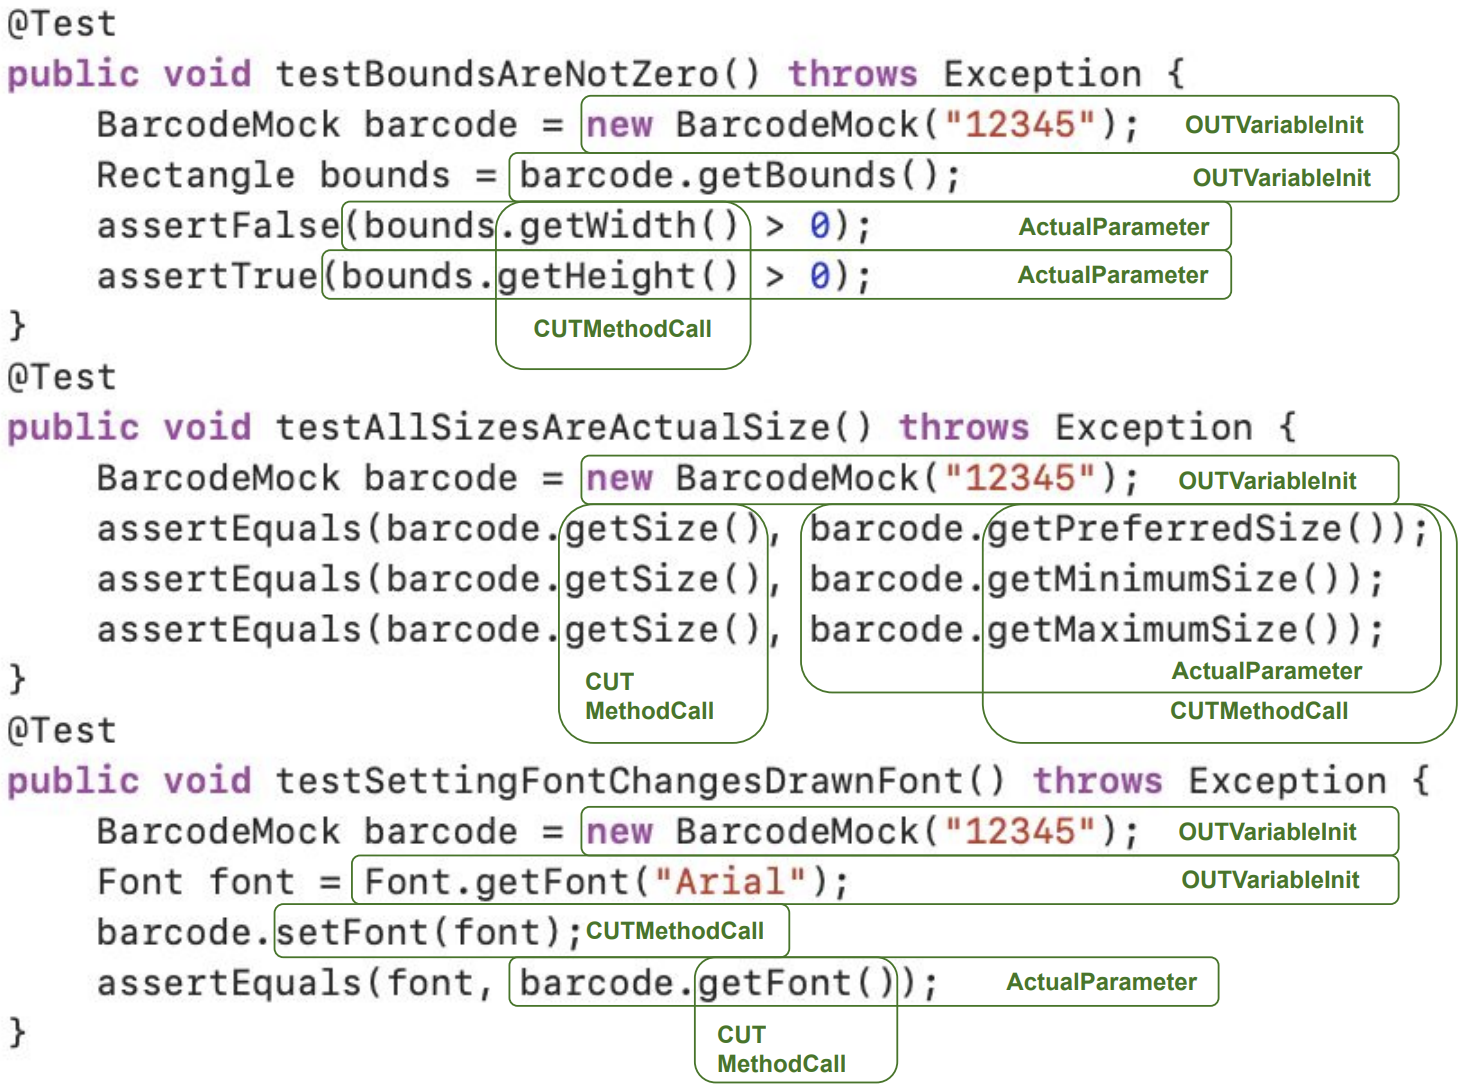 @Test
public void testBoundsAreNotZero() throws Exception {
BarcodeMock barcode = new BarcodeMock("12345"); OUTVariableInit
Rectangle bounds = barcode.getBounds(); OUTVariableInit
assertFalse(bounds.getWidth() > 0); ActualParameter
assertTrue(bounds.getHeight() > 0); ActualParameter
} CUTMethodCall
@Test
public void testAllSizesAreActualSize() throws Exception {
BarcodeMock barcode = new BarcodeMock("12345"); OUTVariableInit
assertEquals(barcode.getSize(), barcode.getPreferredSize());
assertEquals(barcode.getSize(), barcode.getMinimumSize());
assertEquals(barcode.getSize(), barcode.getMaximumSize());
ActualParameter
} CUT
MethodCall CUTMethodCall
@Test
public void testSettingFontChangesDrawnFont() throws Exception {
BarcodeMock barcode = new BarcodeMock("12345"); OUTVariableInit
Font font = Font.getFont("Arial"); OUTVariableInit
barcode.setFont(font); CUTMethodCall
assertEquals(font, barcode.getFont()); ActualParameter
} CUT
MethodCall